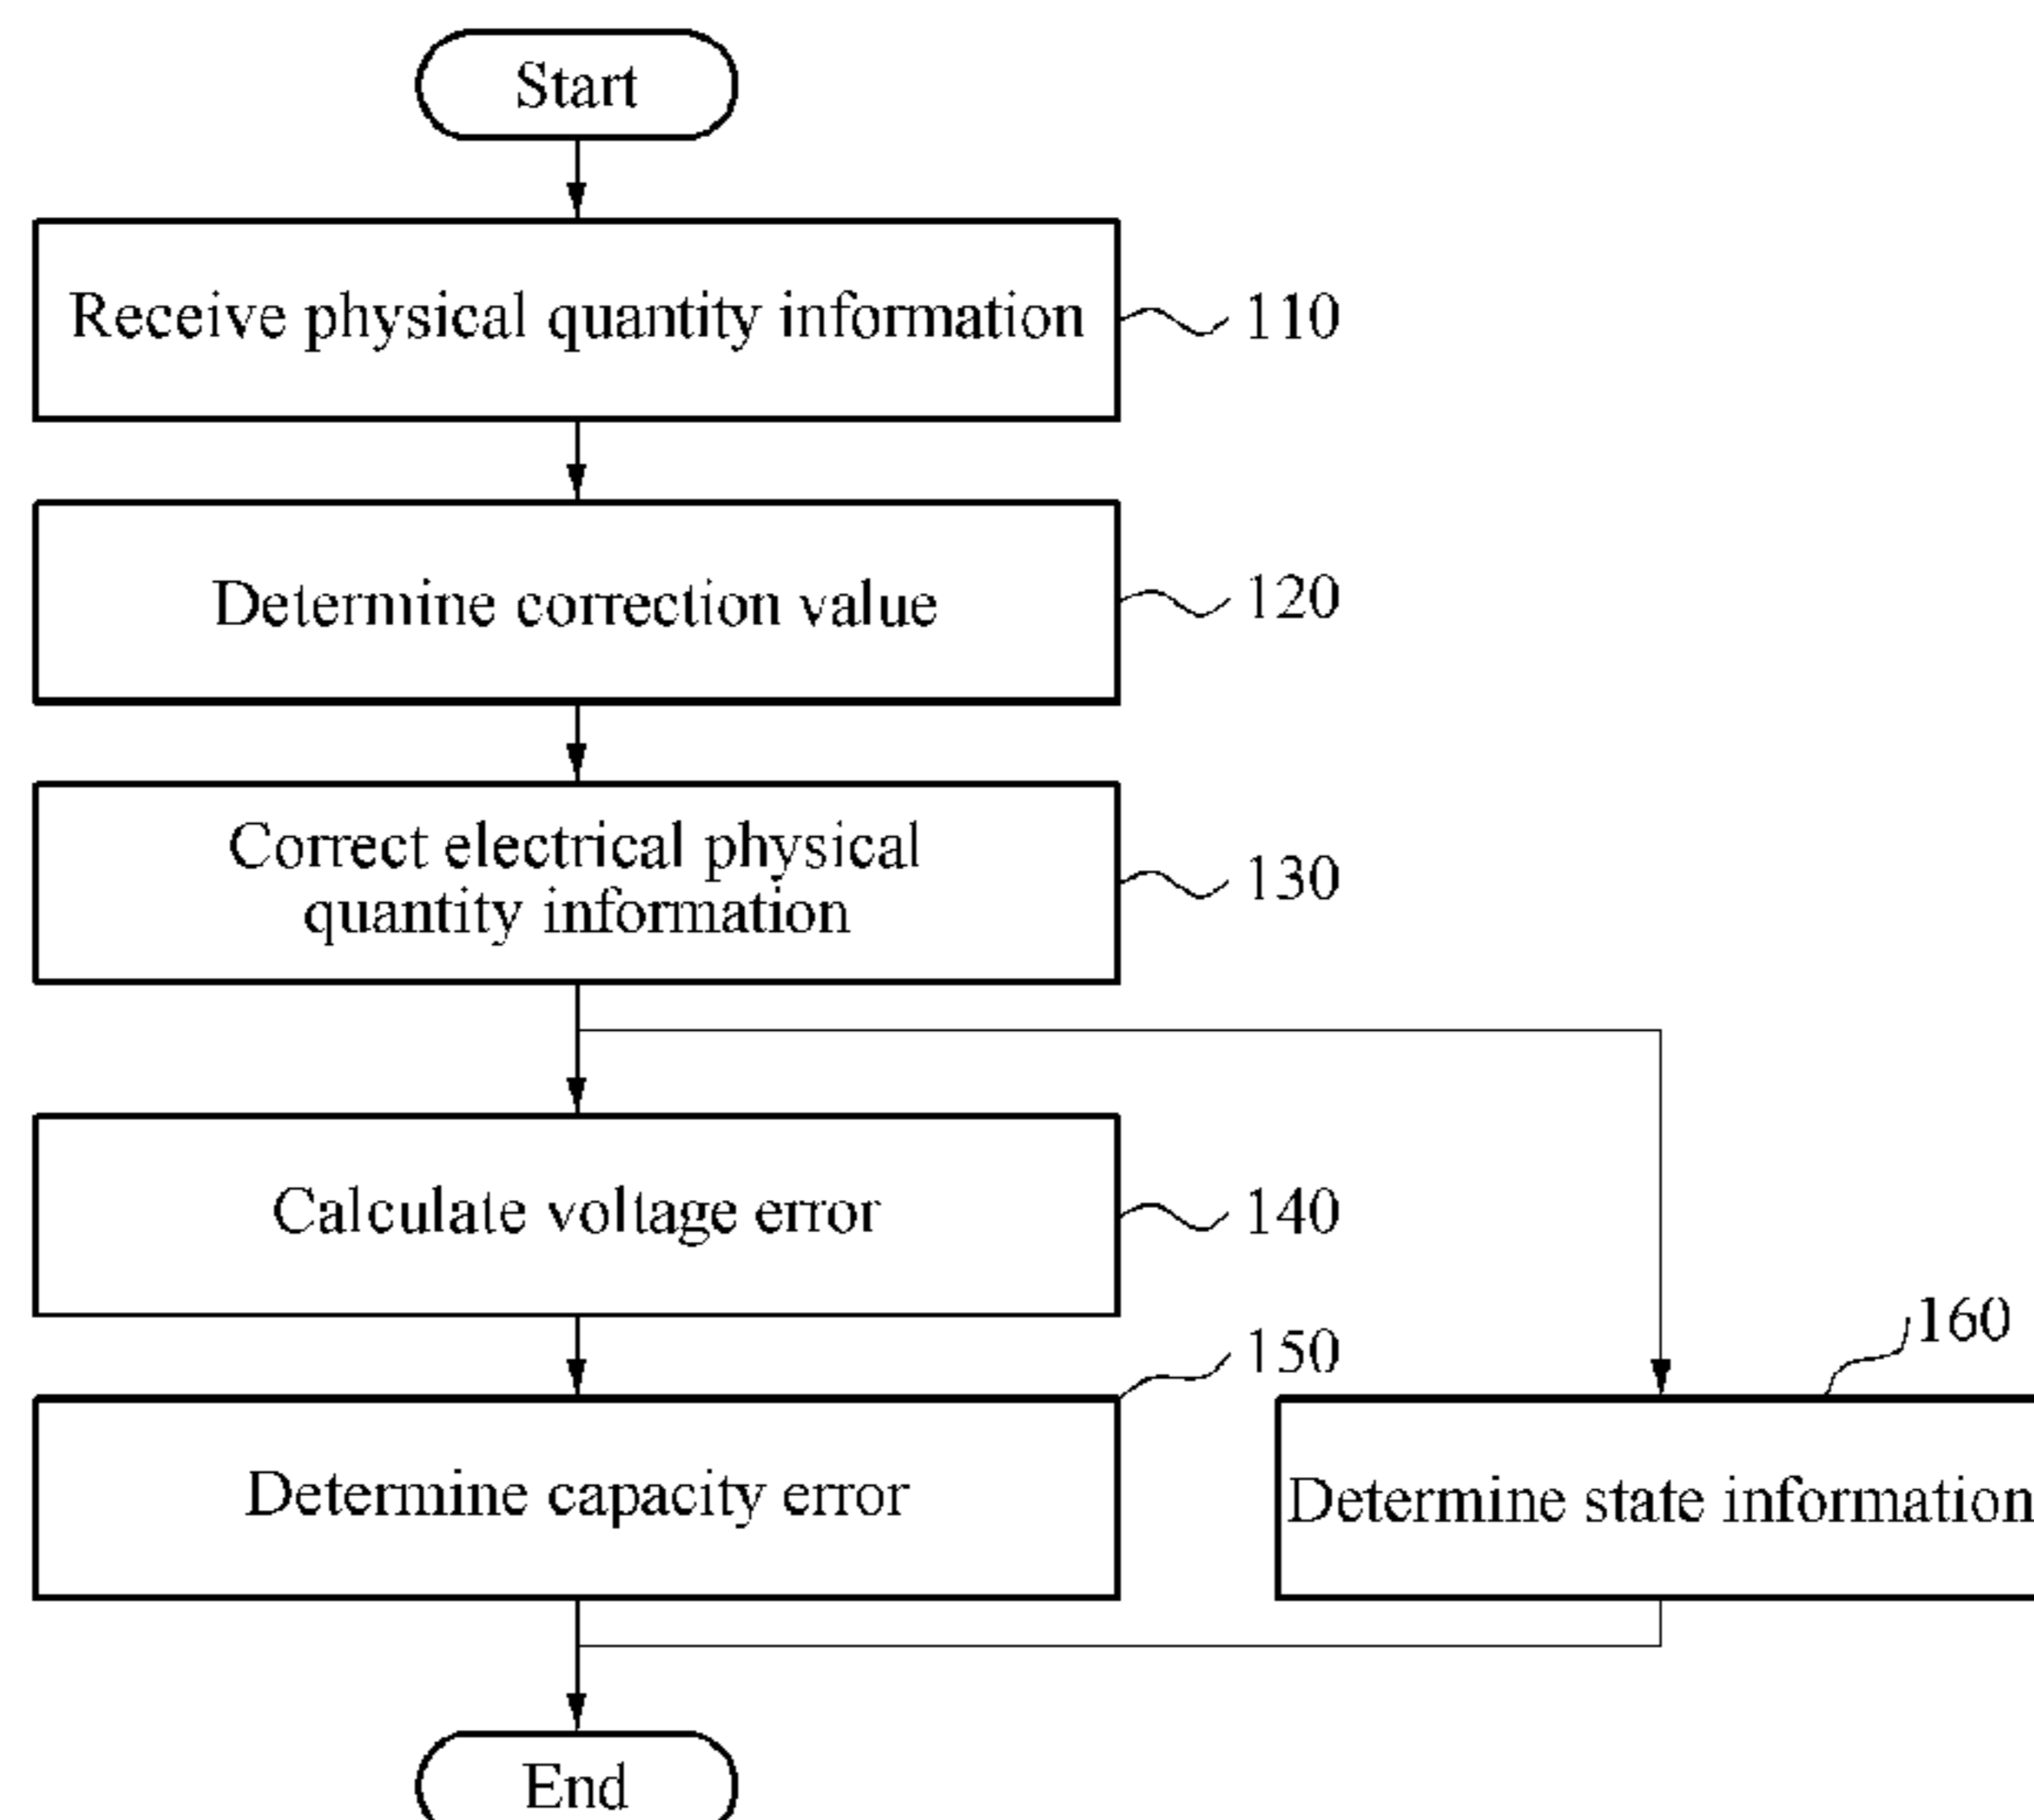 Start
Receive physical quantity information
110
Determine correction value
120
Correct electrical physical
quantity information
130
Calculate voltage error
140
150
160
Determine capacity error
Determine state information
End